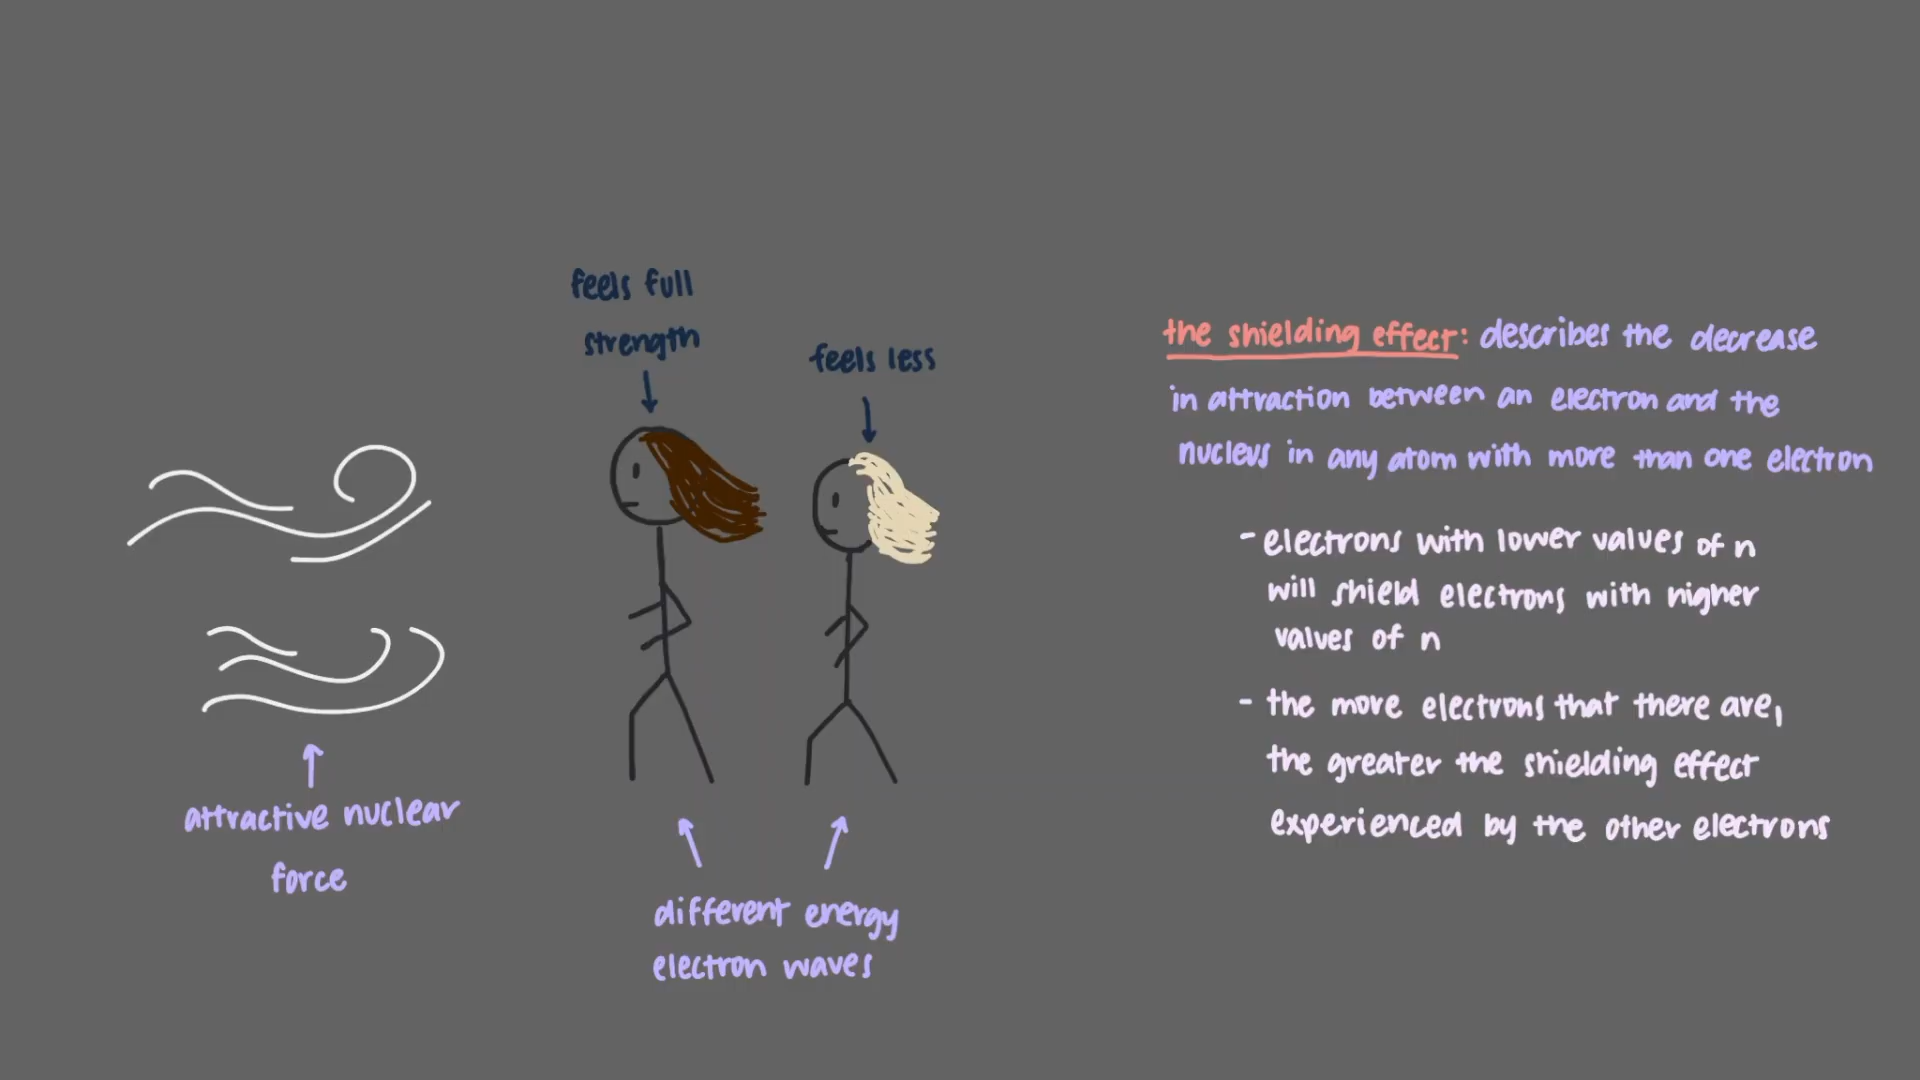 feels full
strength
feels less
attractive nuclear
force
different energy
electron waves
the shielding effect: describes the decrease
in attraction between an electron and the
nucleus in any atom with more than one electron
- electrons with lower values of n
will shield electrons with higher
values of n
- the more electrons that there are,
the greater the shielding effect
experienced by the other electrons